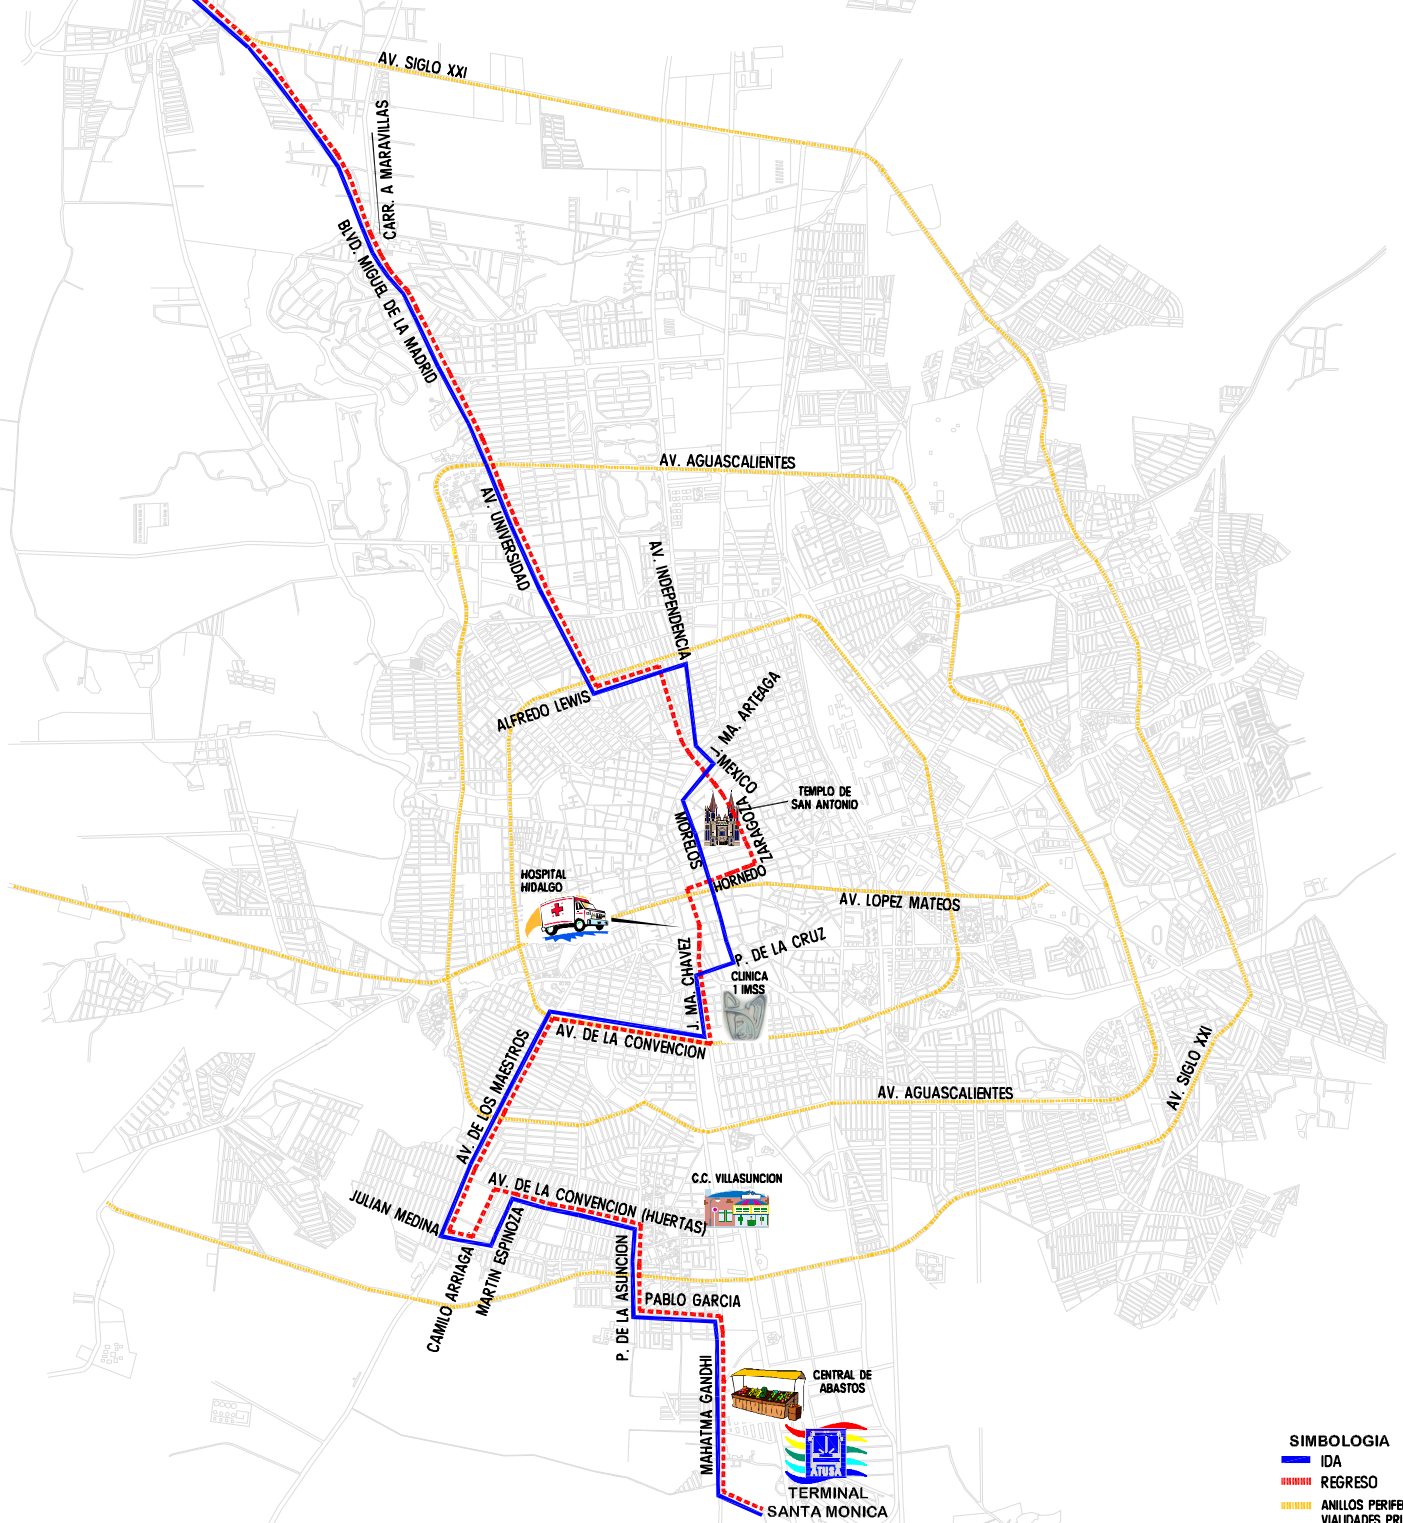 AV. SIGLO XXI
CARR. A MARAVILLAS
BLVD. MIGUEL DE LA MADRID
AV. AGUASCALIENTES
AV. UNIVERSIDAD
AV. INDEPENDENCIA
ALFREDO LEWIS
J. MA. ARTEAGA
MEXICO
TEMPLO DE
SAN ANTONIO
ZARAGOZA
MORELOS
HORNEDO
HOSPITAL
HIDALGO
AV. LOPEZ MATEOS
P. DE LA CRUZ
J. MA. CHAVEZ
CLINICA
1 IMSS
AV. DE LA CONVENCION
AV. DE LOS MAESTROS
AV. SIGLO XXI
AV. AGUASCALIENTES
C.C. VILLASUNCION
AV. DE LA CONVENCION (HUERTAS)
JULIAN MEDINA
CAMILO ARRIAGA
MARTIN ESPINOZA
P. DE LA ASUNCION
PABLO GARCIA
MAHATMA GANDHI
CENTRAL DE
ABASTOS
ATUSA
TERMINAL
SANTA MONICA
SIMBOLOGIA
IDA
REGRESO
ANILLOS PERIFE
VIALIDADES PRI